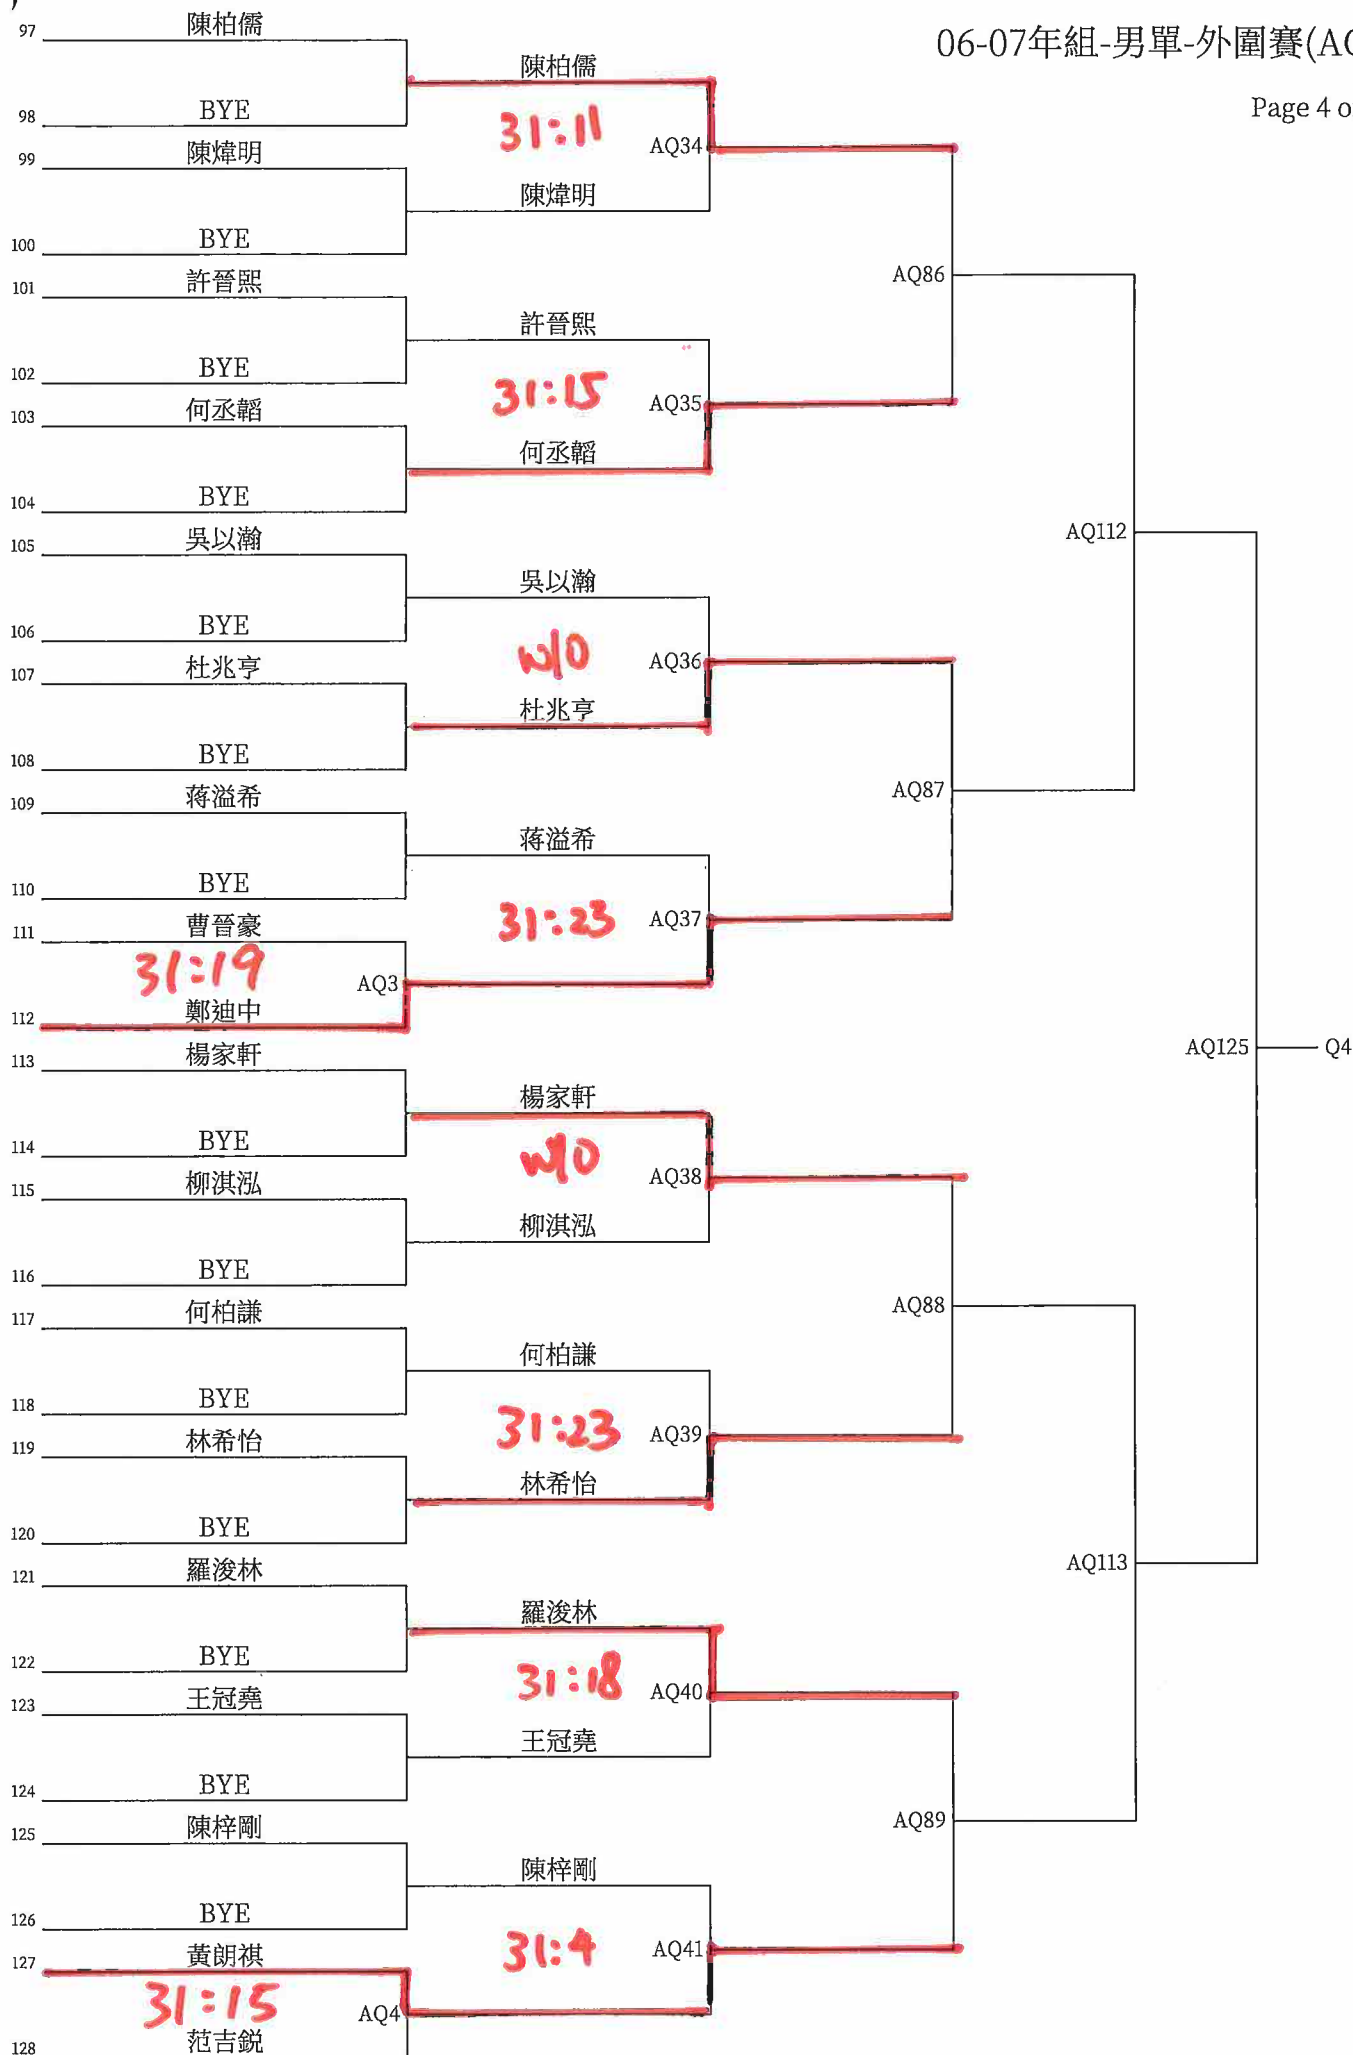 06-07年組-男單-外圍賽(AQ
Page 4 o
97 陳柏儒
陳柏儒
98 BYE
31:11 AQ34
99 陳煒明
陳煒明
100 BYE
AQ86
101 許晉熙
許晉熙
102 BYE
31:15 AQ35
103 何丞韜
何丞韜
104 BYE
AQ112
105 吳以瀚
吳以瀚
106 BYE
w/o AQ36
107 杜兆亨
杜兆亨
108 BYE
AQ87
109 蒋溢希
蒋溢希
110 BYE
31:23 AQ37
111 曹晉豪
31:19 AQ3
112 鄭迪中
AQ125 Q4
113 楊家軒
楊家軒
114 BYE
w/o AQ38
115 柳淇泓
柳淇泓
116 BYE
AQ88
117 何柏謙
何柏謙
118 BYE
31:23 AQ39
119 林希怡
林希怡
120 BYE
AQ113
121 羅浚林
羅浚林
122 BYE
31:18 AQ40
123 王冠堯
王冠堯
124 BYE
AQ89
125 陳梓剛
陳梓剛
126 BYE
31:4 AQ41
127 黃朗祺
31:15 AQ4
128 范吉銳